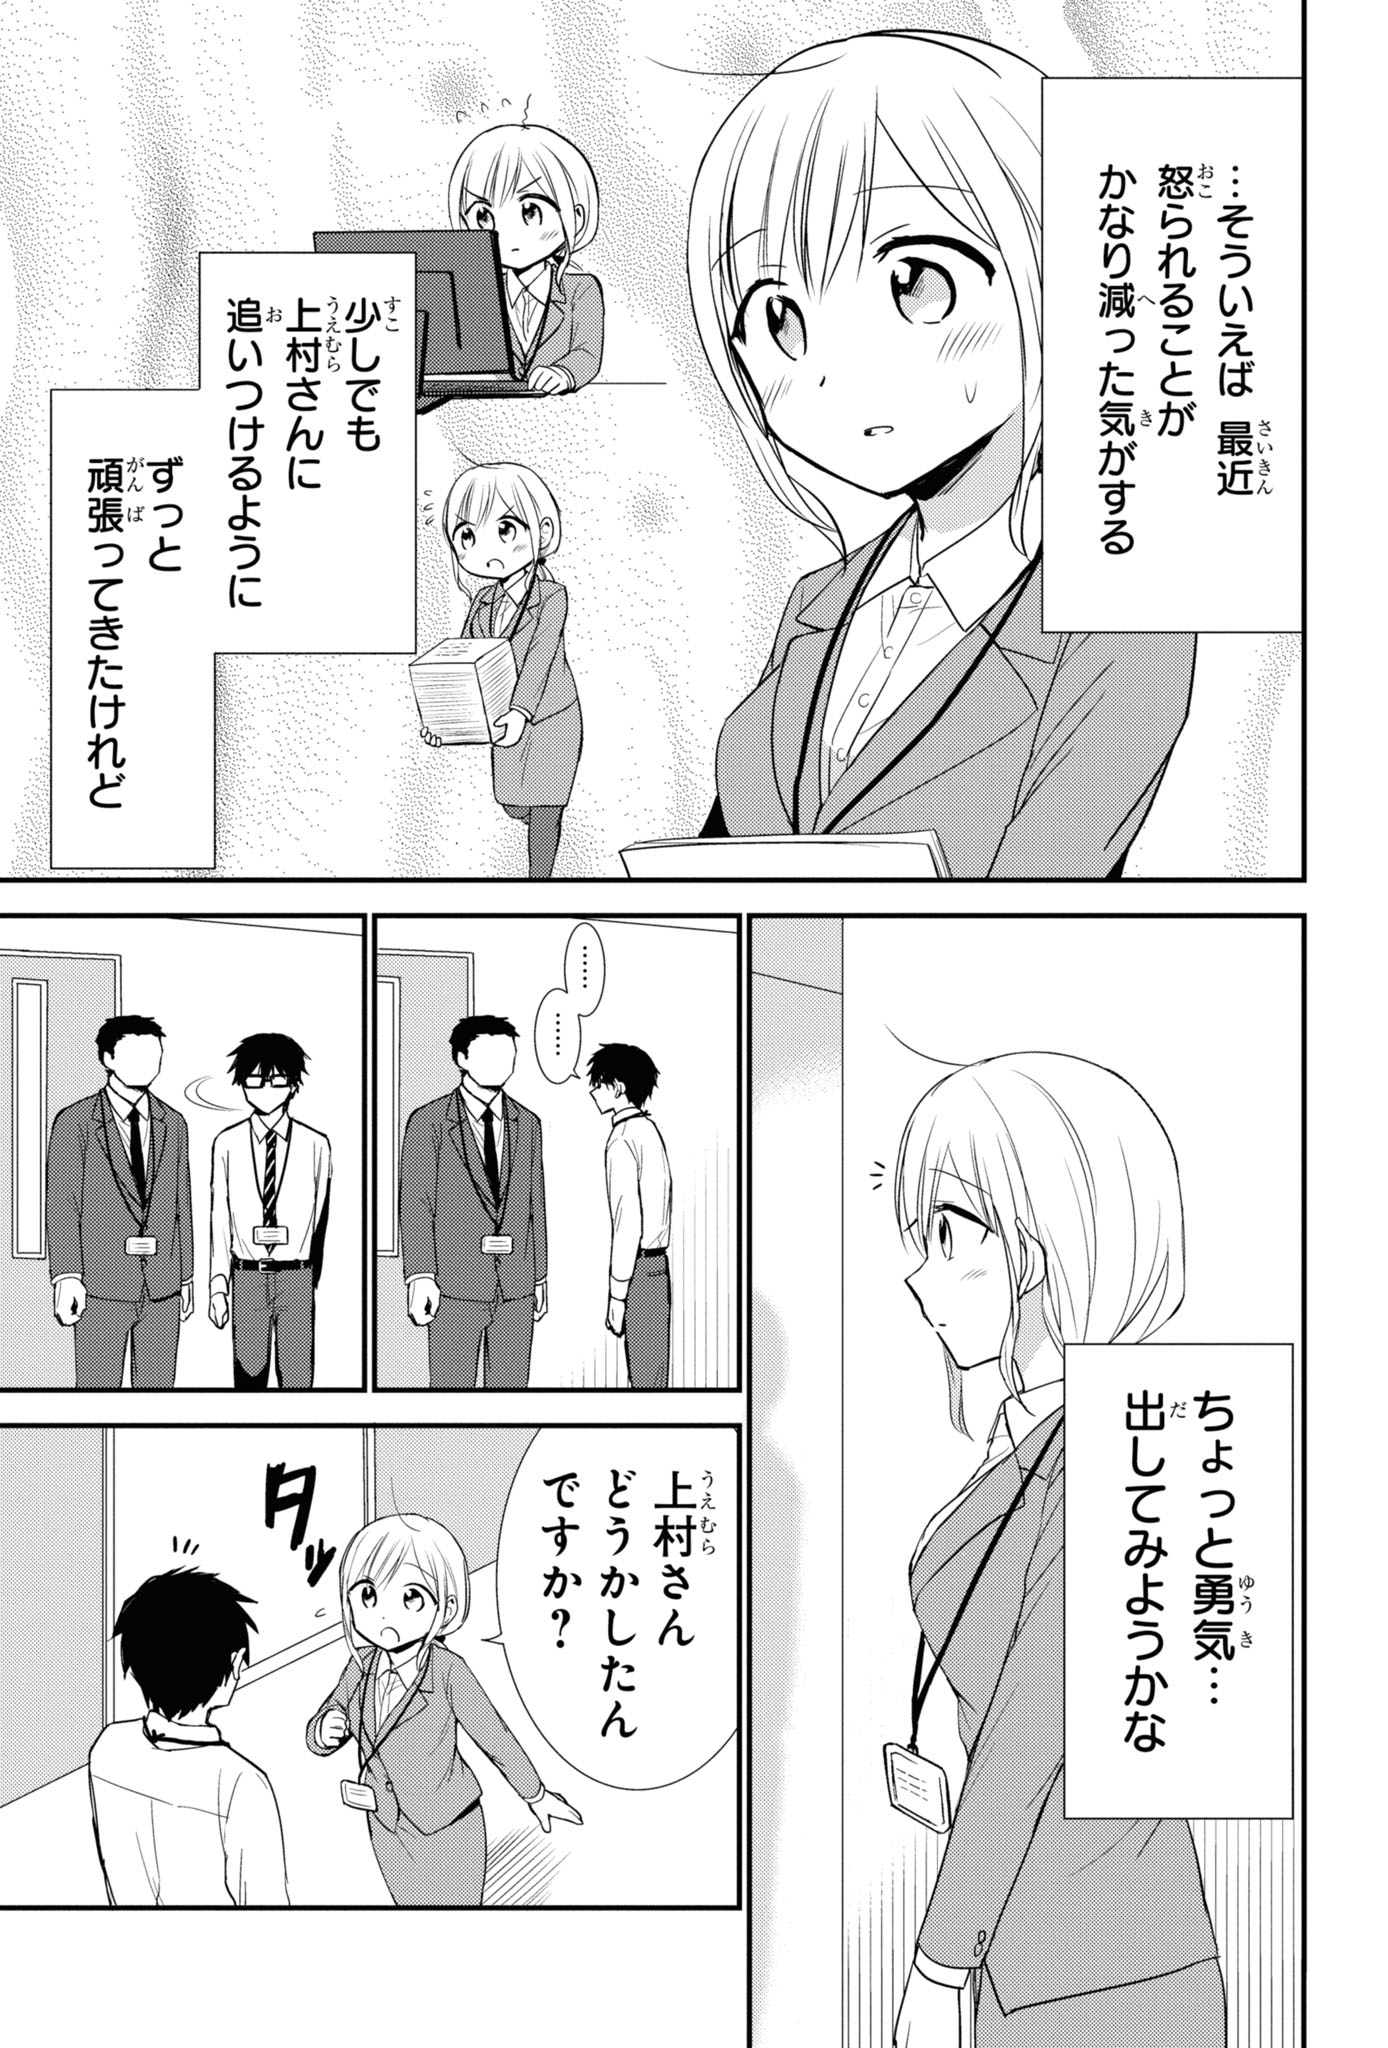 …そういえば 最近
怒られることが
かなり減った気がする
少しでも
上村さんに
追いつけるように
ずっと
頑張ってきたけれど
ちょっと勇気…
出してみようかな
……
……
上村さん
どうかしたん
ですか?
タッ